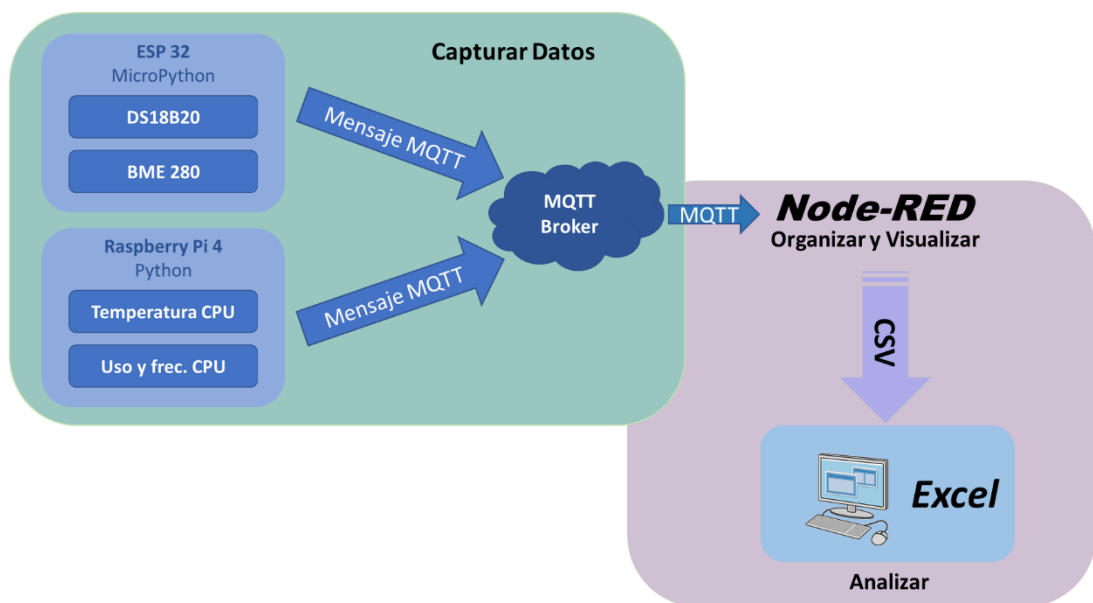 Capturar Datos
ESP 32
MicroPython
DS18B20
BME 280
Mensaje MQTT
Raspberry Pi 4
Python
Temperatura CPU
Uso y frec. CPU
Mensaje MQTT
MQTT
Broker
MQTT
Node-RED
Organizar y Visualizar
CSV
Excel
Analizar